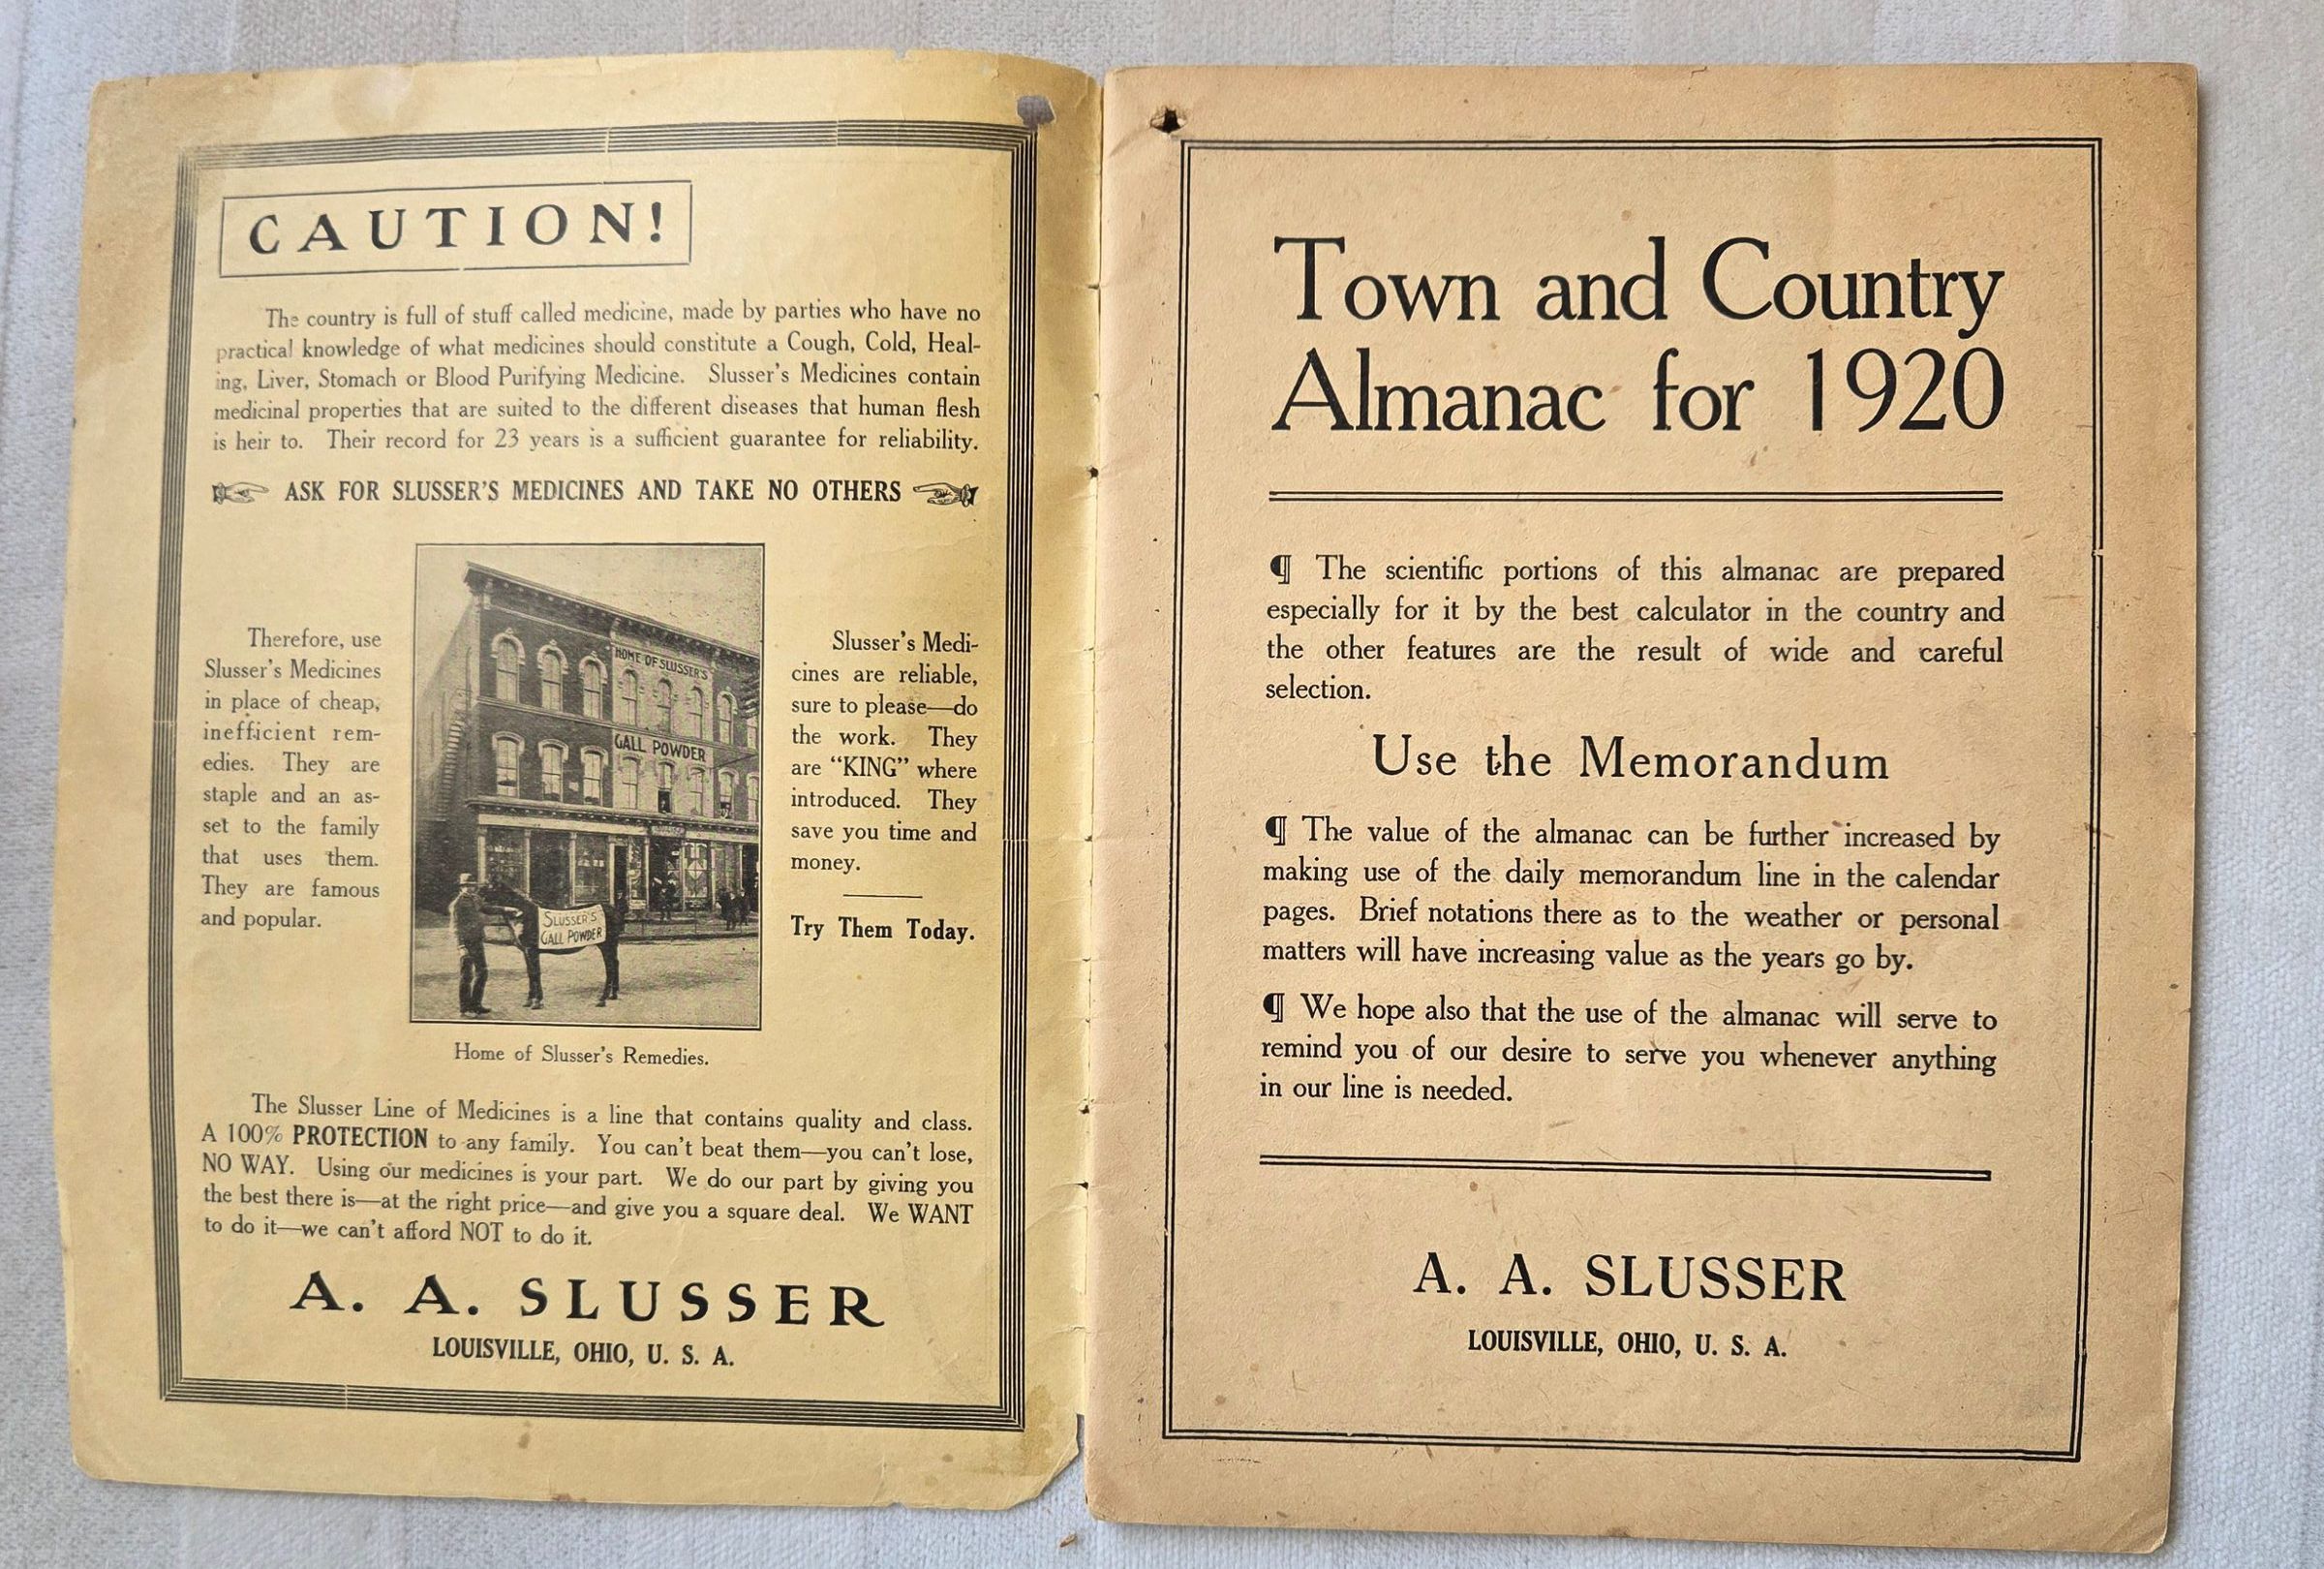 CAUTION!
The country is full of stuff called medicine, made by parties who have no
practical knowledge of what medicines should constitute a Cough, Cold, Heal-
ing, Liver, Stomach or Blood Purifying Medicine. Slusser's Medicines contain
medicinal properties that are suited to the different diseases that human flesh
is heir to. Their record for 23 years is a sufficient guarantee for reliability.
ASK FOR SLUSSER'S MEDICINES AND TAKE NO OTHERS
Therefore, use
Slusser's Medicines
in place of cheap,
inefficient rem-
edies. They are
staple and an as-
set to the family
that uses them.
They are famous
and popular.
HOME OF SLUSSER'S
GALL POWDER
SLUSSER'S
GALL POWDER
Slusser's Medi-
cines are reliable,
sure to please—do
the work. They
are "KING" where
introduced. They
save you time and
money.
Try Them Today.
Home of Slusser's Remedies.
The Slusser Line of Medicines is a line that contains quality and class.
A 100% PROTECTION to any family. You can't beat them—you can't lose,
NO WAY. Using our medicines is your part. We do our part by giving you
the best there is—at the right price—and give you a square deal. We WANT
to do it—we can't afford NOT to do it.
A. A. SLUSSER
LOUISVILLE, OHIO, U. S. A.
Town and Country
Almanac for 1920
¶ The scientific portions of this almanac are prepared
especially for it by the best calculator in the country and
the other features are the result of wide and careful
selection.
Use the Memorandum
¶ The value of the almanac can be further increased by
making use of the daily memorandum line in the calendar
pages. Brief notations there as to the weather or personal
matters will have increasing value as the years go by.
¶ We hope also that the use of the almanac will serve to
remind you of our desire to serve you whenever anything
in our line is needed.
A. A. SLUSSER
LOUISVILLE, OHIO, U. S. A.